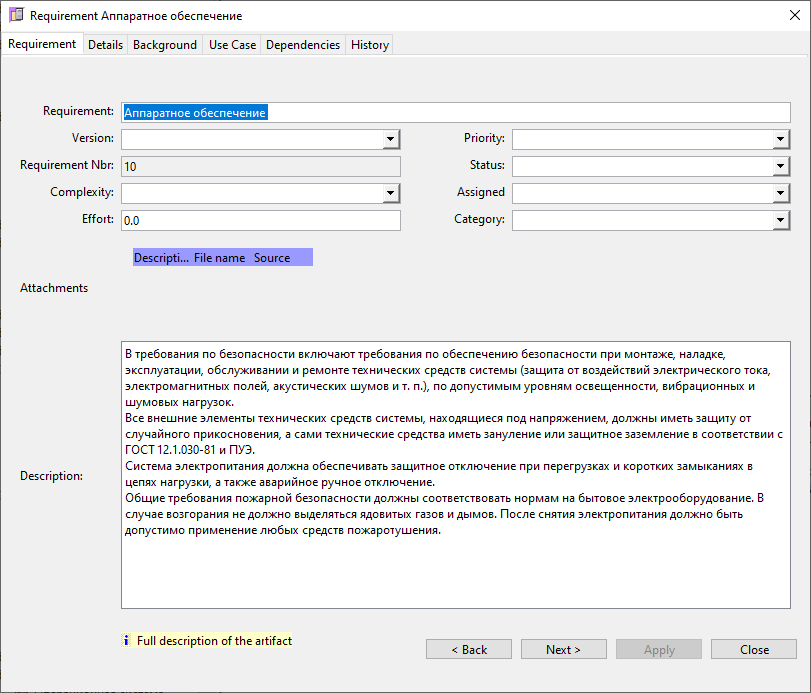 Requirement Аппаратное обеспечение
Requirement Details Background Use Case Dependencies History
Requirement: Аппаратное обеспечение
Version: Priority:
Requirement Nbr: 10 Status:
Complexity: Assigned
Effort: 0.0 Category:
Descripti... File name Source
Attachments
В требования по безопасности включают требования по обеспечению безопасности при монтаже, наладке,
эксплуатации, обслуживании и ремонте технических средств системы (защита от воздействий электрического тока,
электромагнитных полей, акустических шумов и т. п.), по допустимым уровням освещенности, вибрационных и
шумовых нагрузок.
Все внешние элементы технических средств системы, находящиеся под напряжением, должны иметь защиту от
случайного прикосновения, а сами технические средства иметь зануление или защитное заземление в соответствии с
ГОСТ 12.1.030-81 и ПУЭ.
Система электропитания должна обеспечивать защитное отключение при перегрузках и коротких замыканиях в
Description:
цепях нагрузки, а также аварийное ручное отключение.
Общие требования пожарной безопасности должны соответствовать нормам на бытовое электрооборудование. В
случае возгорания не должно выделяться ядовитых газов и дымов. После снятия электропитания должно быть
допустимо применение любых средств пожаротушения.
i Full description of the artifact
< Back Next > Apply Close